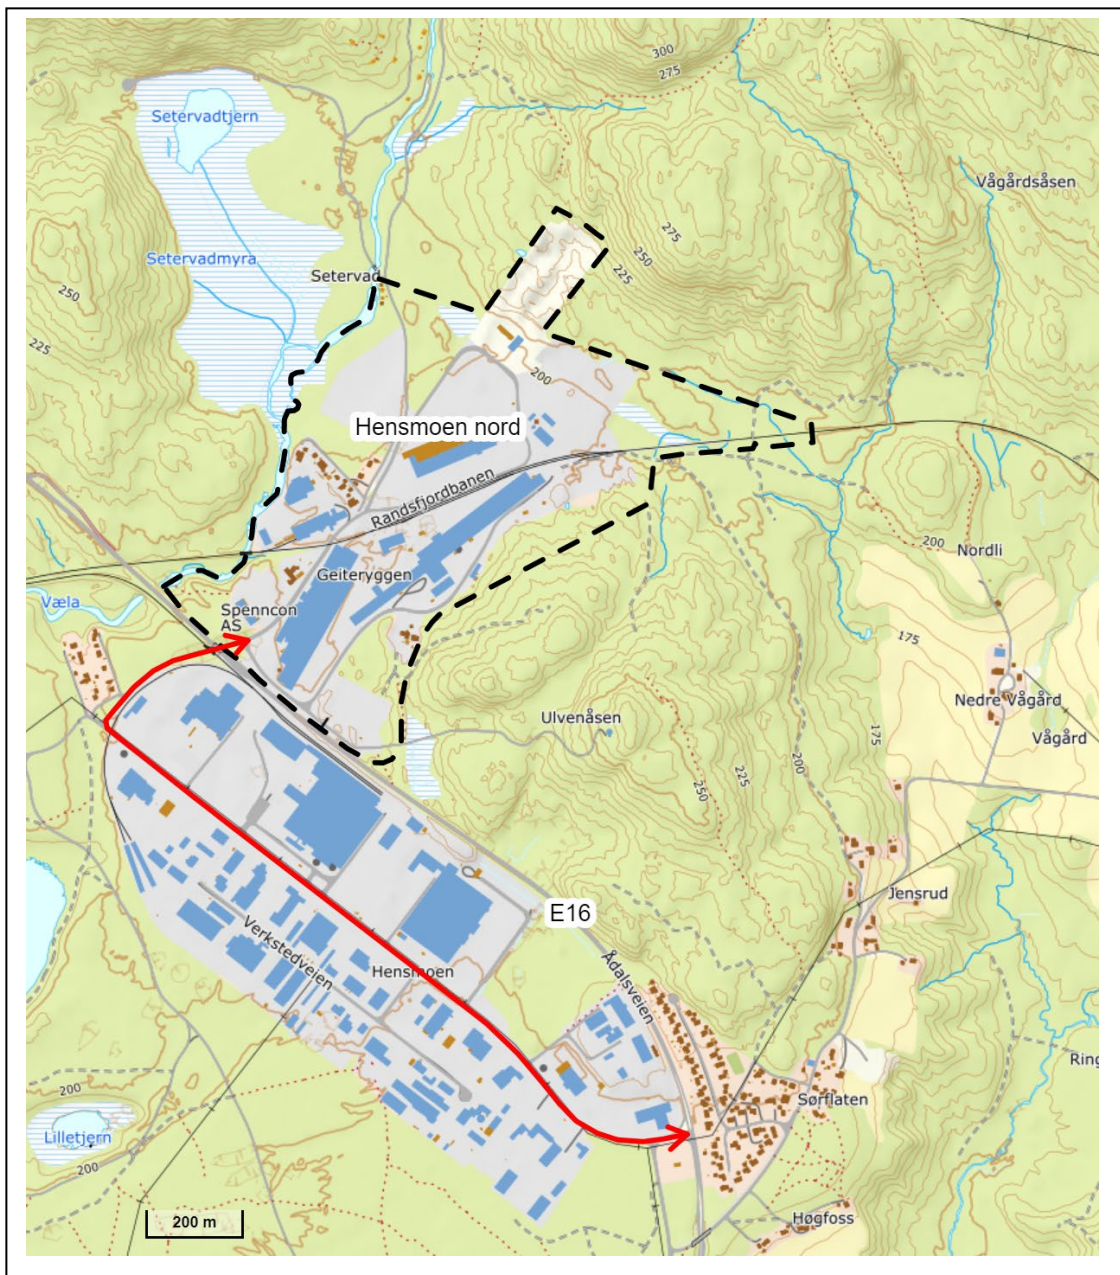 300
275
Setervadtjern
Vågårdsåsen
275
Setervadmyra
250
Setervad
225
250
225
200
Hensmoen nord
Randsfjordbanen
200
Nordli
Geiteryggen
Væla
Spenncon
AS
175
Nedre Vågård
Ulvenåsen
175
Vågård
200
225
250
Jensrud
E16
Verkstedveien
Ådalsveien
Hensmoen
Ring
200
Sørflaten
Lilletjern
200
200 m
Høgfoss